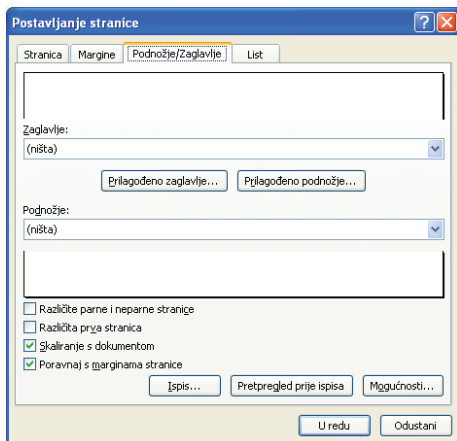 Postavljanje stranice
Stranica Margine Podnožje/Zaglavlje List
Zaglavlje:
(ništa)
Prilagođeno zaglavlje... Prilagođeno podnožje...
Podnožje:
(ništa)
Različite parne i neparne stranice
Različita prva stranica
Skaliranje s dokumentom
Poravnaj s marginama stranice
Ispis... Pretpregled prije ispisa Mogućnosti...
U redu Odustani